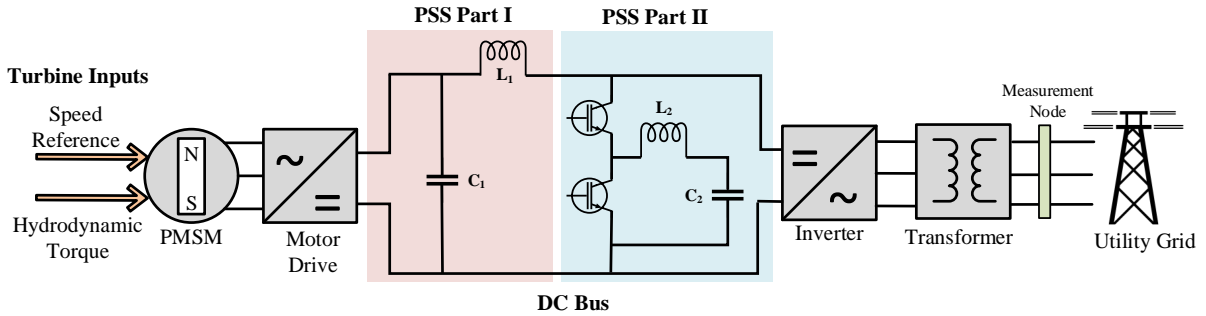 PSS Part I
PSS Part II
Turbine Inputs
Speed
Reference
Hydrodynamic
Torque
N
S
PMSM
~
=
Motor
Drive
L₁
C₁
L₂
C₂
DC Bus
=
~
Inverter
Transformer
Measurement
Node
Utility Grid